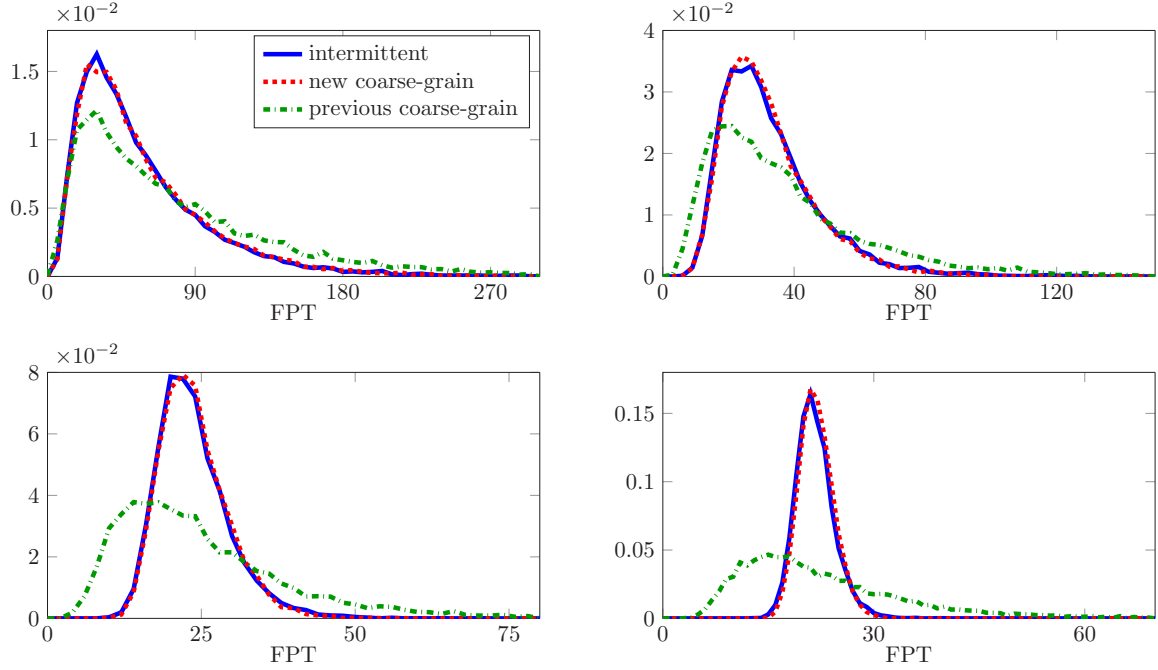 ×10−2
1.5
1
0.5
0
0 90 180 270
FPT
intermittent
new coarse-grain
previous coarse-grain
×10−2
4
3
2
1
0
0 40 80 120
FPT
×10−2
8
6
4
2
0
0 25 50 75
FPT
0.15
0.1
0.05
0
0 30 60
FPT